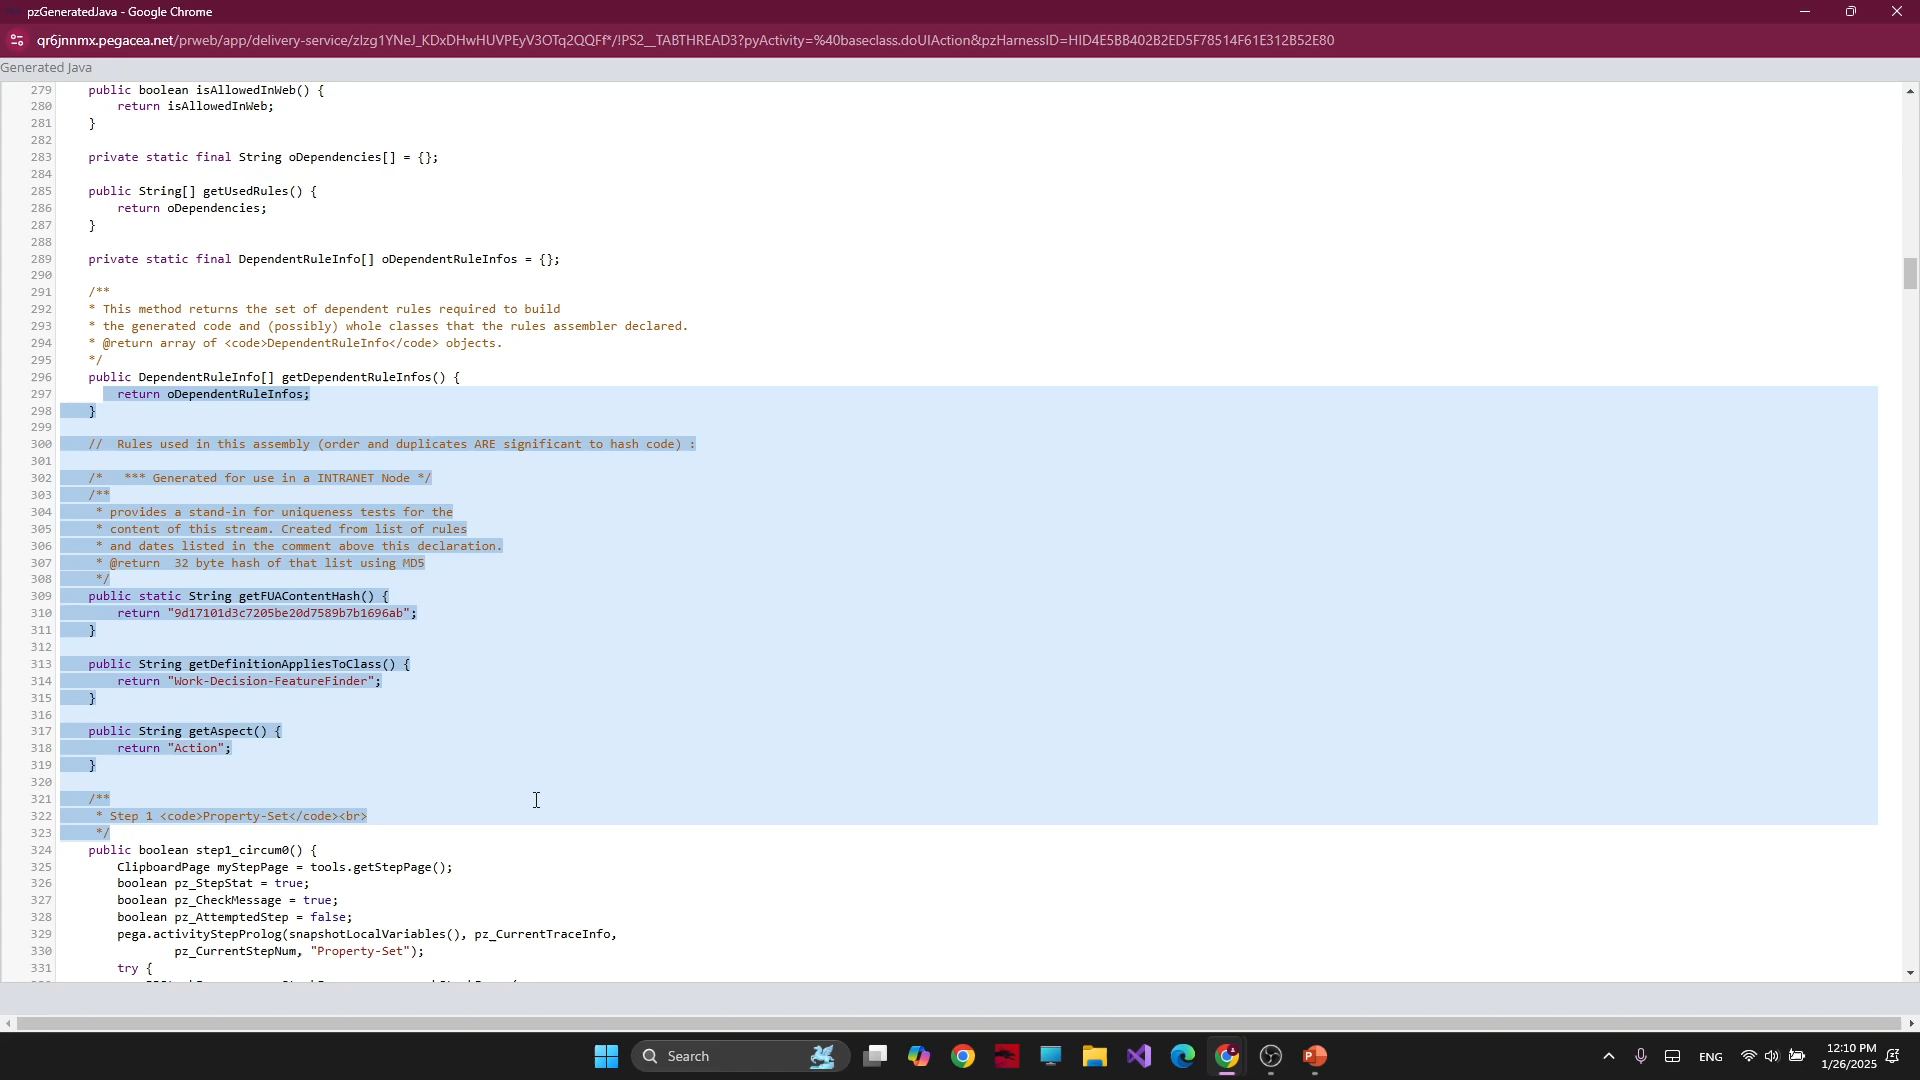 pzGeneratedJava - Google Chrome
qr6jnnmx.pegacea.net/prweb/app/delivery-service/zIzg1YNeJ_KDxDHwHUVPEyV3OTq2QQFf*/!PS2__TABTHREAD3?pyActivity=%40baseclass.doUIAction&pzHarnessID=HID4E5BB402B2ED5F78514F61E312B52E80
Generated Java
279 public boolean isAllowedInWeb() {
280 return isAllowedInWeb;
281 }
282
283 private static final String oDependencies[] = {};
284
285 public String[] getUsedRules() {
286 return oDependencies;
287 }
288
289 private static final DependentRuleInfo[] oDependentRuleInfos = {};
290
291 /**
292 * This method returns the set of dependent rules required to build
293 * the generated code and (possibly) whole classes that the rules assembler declared.
294 * @return array of <code>DependentRuleInfo</code> objects.
295 */
296 public DependentRuleInfo[] getDependentRuleInfos() {
297 return oDependentRuleInfos;
298 }
299
300 // Rules used in this assembly (order and duplicates ARE significant to hash code) :
301
302 /* *** Generated for use in a INTRANET Node */
303 /**
304 * provides a stand-in for uniqueness tests for the
305 * content of this stream. Created from list of rules
306 * and dates listed in the comment above this declaration.
307 * @return 32 byte hash of that list using MD5
308 */
309 public static String getFUAContentHash() {
310 return "9d17101d3c7205be20d7589b7b1696ab";
311 }
312
313 public String getDefinitionAppliesToClass() {
314 return "Work-Decision-FeatureFinder";
315 }
316
317 public String getAspect() {
318 return "Action";
319 }
320
321 /**
322 * Step 1 <code>Property-Set</code><br>
323 */
324 public boolean step1_circum0() {
325 ClipboardPage myStepPage = tools.getStepPage();
326 boolean pz_StepStat = true;
327 boolean pz_CheckMessage = true;
328 boolean pz_AttemptedStep = false;
329 pega.activityStepProlog(snapshotLocalVariables(), pz_CurrentTraceInfo,
330 pz_CurrentStepNum, "Property-Set");
331 try {
Search
ENG
12:10 PM
1/26/2025